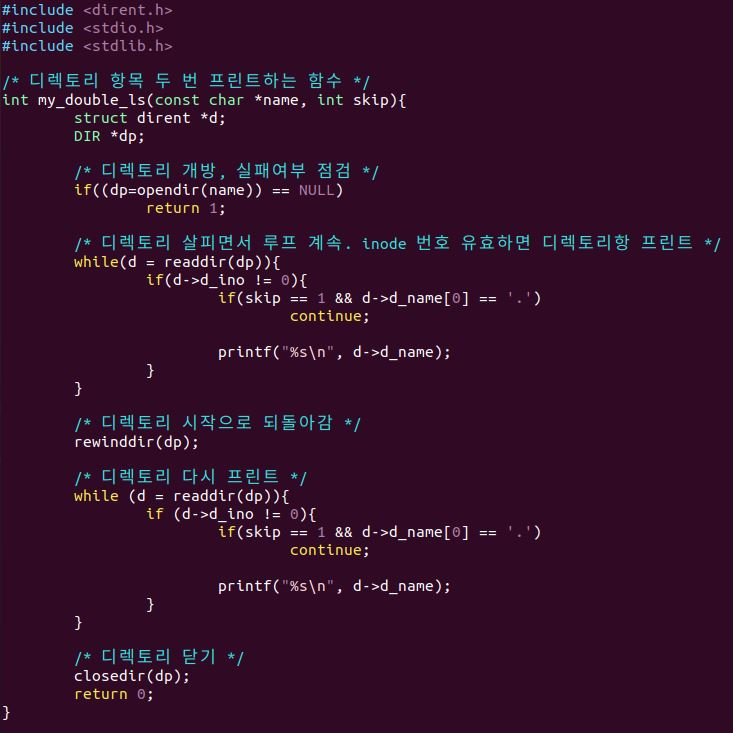 #include <dirent.h>
#include <stdio.h>
#include <stdlib.h>
/* 디렉토리 항목 두 번 프린트하는 함수 */
int my_double_ls(const char *name, int skip){
struct dirent *d;
DIR *dp;
/* 디렉토리 개방, 실패여부 점검 */
if((dp=opendir(name)) == NULL)
return 1;
/* 디렉토리 살피면서 루프 계속. inode 번호 유효하면 디렉토리항 프린트 */
while(d = readdir(dp)){
if(d->d_ino != 0){
if(skip == 1 && d->d_name[0] == '.')
continue;
printf("%s\n", d->d_name);
}
}
/* 디렉토리 시작으로 되돌아감 */
rewinddir(dp);
/* 디렉토리 다시 프린트 */
while (d = readdir(dp)){
if (d->d_ino != 0){
if(skip == 1 && d->d_name[0] == '.')
continue;
printf("%s\n", d->d_name);
}
}
/* 디렉토리 닫기 */
closedir(dp);
return 0;
}